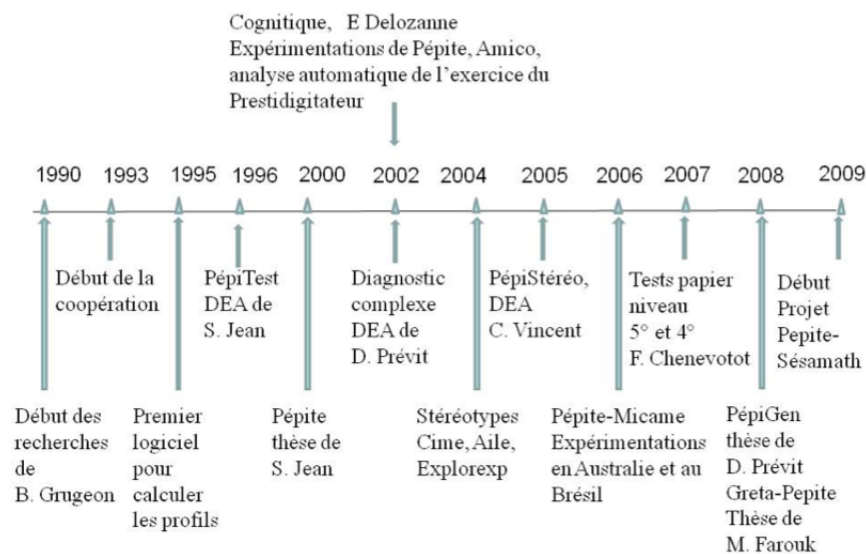 Cognitique, E Delozanne
Expérimentations de Pépite, Amico,
analyse automatique de l'exercice du
Prestidigitateur
1990 1993 1995 1996 2000 2002 2004 2005 2006 2007 2008 2009
Début de la
coopération
PépiTest
DEA de
S. Jean
Diagnostic
complexe
DEA de
D. Prévit
PépiStéréo,
DEA
C. Vincent
Tests papier
niveau
5° et 4°
F. Chenevotot
Début
Projet
Pepite-
Sésamath
Début des
recherches
de
B. Grugeon
Premier
logiciel
pour
calculer
les profils
Pépite
thèse de
S. Jean
Stéréotypes
Cime, Aile,
Explorexp
Pépite-Micame
Expérimentations
en Australie et au
Brésil
PépiGen
thèse de
D. Prévit
Greta-Pepite
Thèse de
M. Farouk